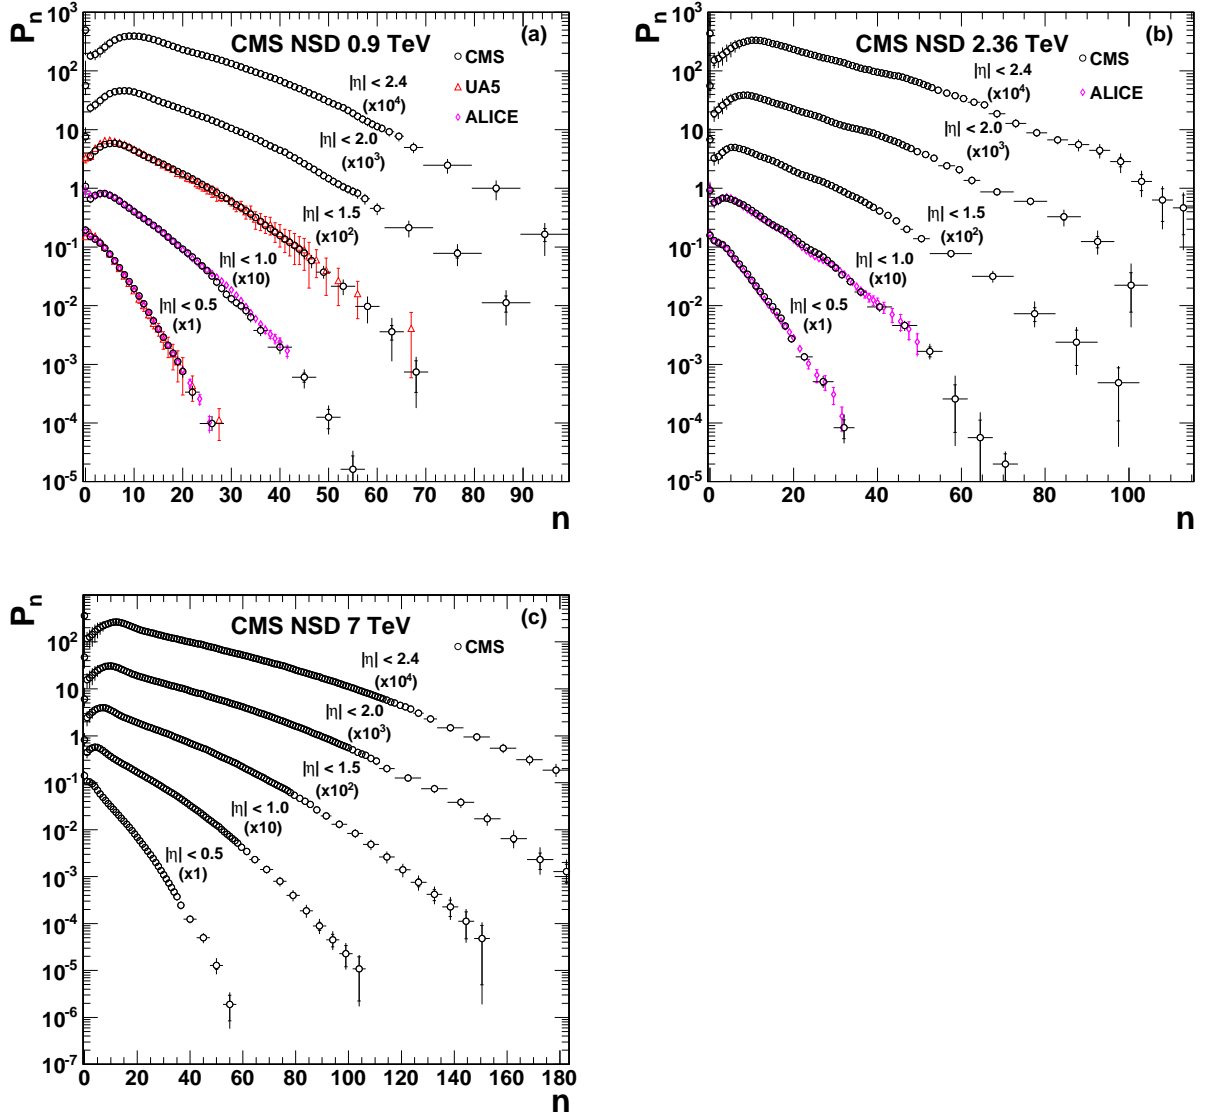 P_n
CMS NSD 0.9 TeV
(a)
CMS
UA5
ALICE
|η| < 2.4
(x10^4)
|η| < 2.0
(x10^3)
|η| < 1.5
(x10^2)
|η| < 1.0
(x10)
|η| < 0.5
(x1)
10^3
10^2
10
1
10^-1
10^-2
10^-3
10^-4
10^-5
0 10 20 30 40 50 60 70 80 90
n
P_n
CMS NSD 2.36 TeV
(b)
CMS
ALICE
|η| < 2.4
(x10^4)
|η| < 2.0
(x10^3)
|η| < 1.5
(x10^2)
|η| < 1.0
(x10)
|η| < 0.5
(x1)
10^3
10^2
10
1
10^-1
10^-2
10^-3
10^-4
10^-5
0 20 40 60 80 100
n
P_n
CMS NSD 7 TeV
(c)
CMS
|η| < 2.4
(x10^4)
|η| < 2.0
(x10^3)
|η| < 1.5
(x10^2)
|η| < 1.0
(x10)
|η| < 0.5
(x1)
10^2
10
1
10^-1
10^-2
10^-3
10^-4
10^-5
10^-6
10^-7
0 20 40 60 80 100 120 140 160 180
n